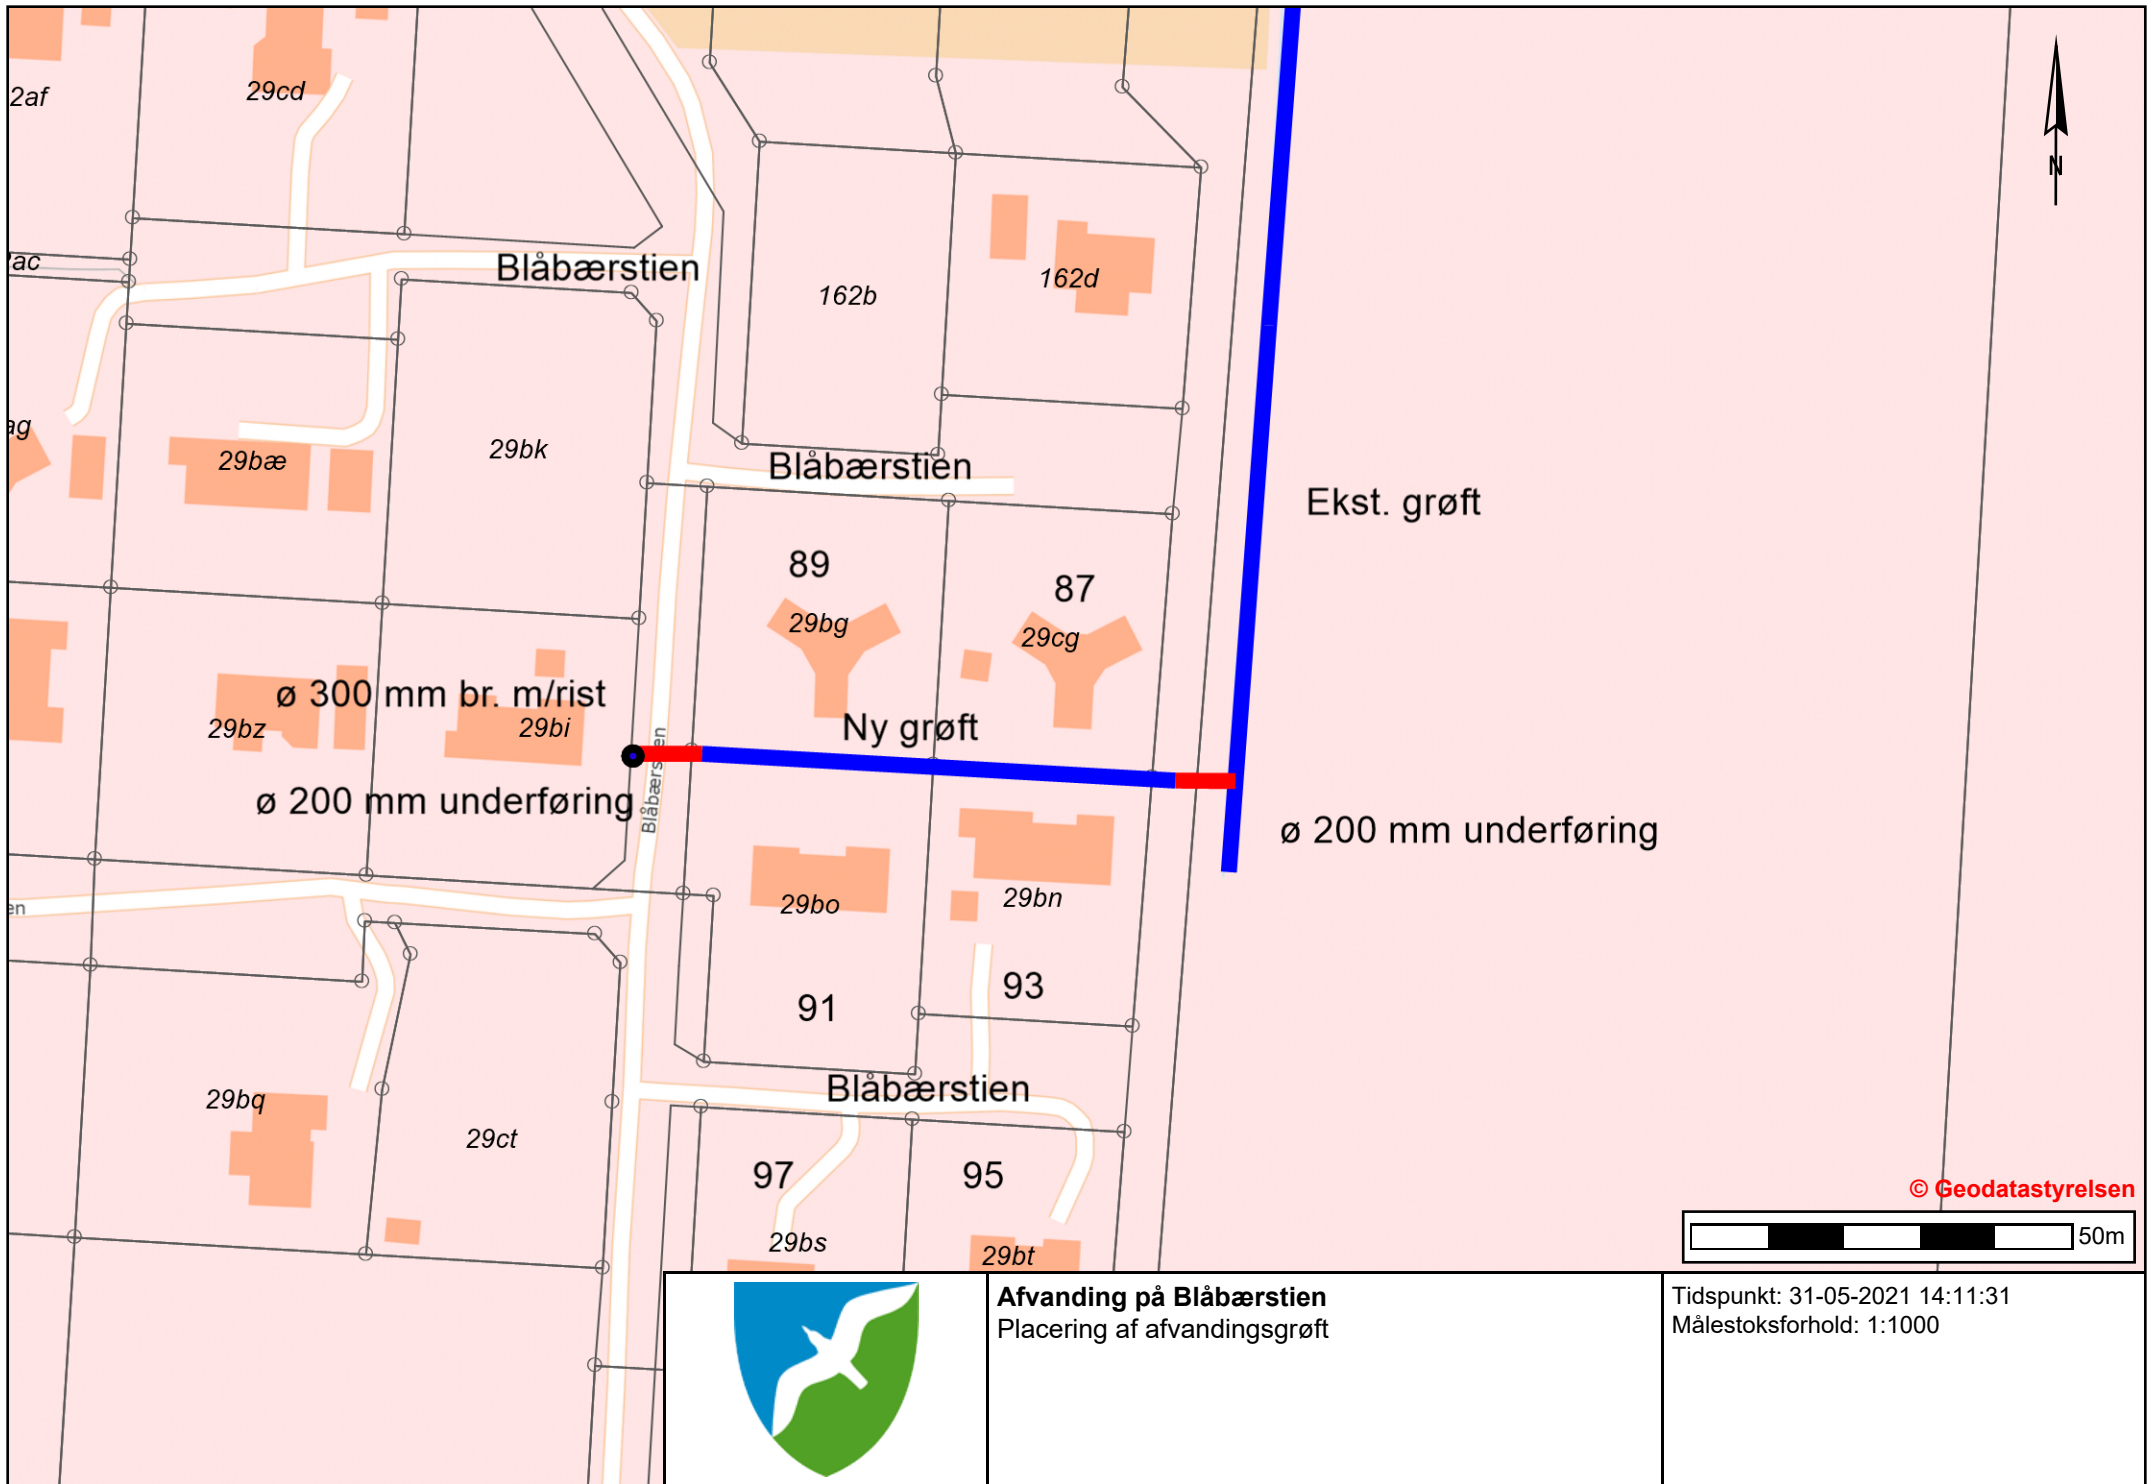 29cd
2af
N
ac
Blåbærstien
162d
162b
ag
29bæ
29bk
Blåbærstien
Ekst. grøft
89
87
29bg
29cg
ø 300 mm br. m/rist
29bz
29bi
Ny grøft
Blåbærstien
ø 200 mm underføring
ø 200 mm underføring
29bo
29bn
en
93
91
Blåbærstien
29bq
29ct
97
95
© Geodatastyrelsen
50m
29bs
29bt
Afvanding på Blåbærstien
Placering af afvandingsgrøft
Tidspunkt: 31-05-2021 14:11:31
Målestoksforhold: 1:1000